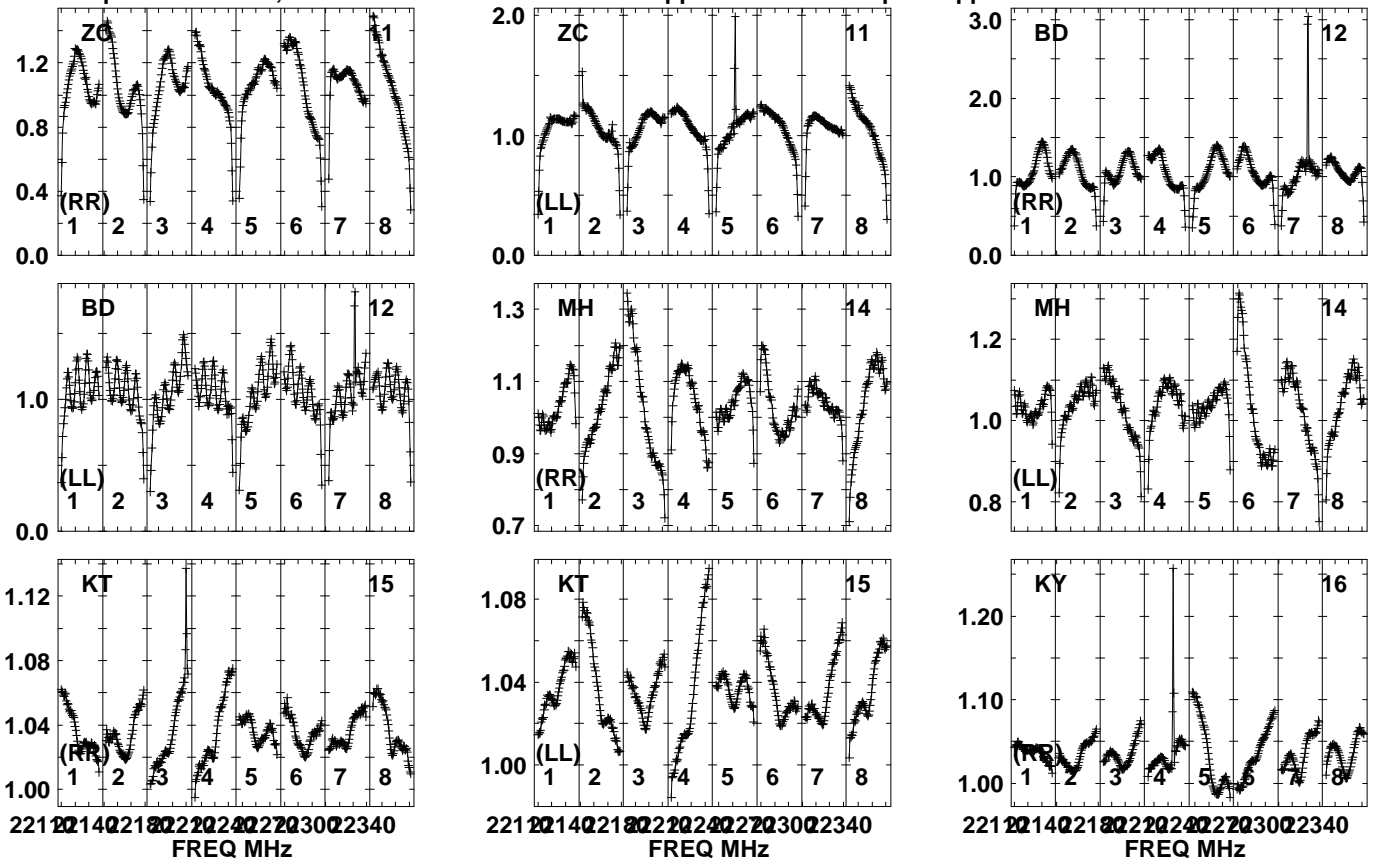 ZC 11
1.2
0.8
0.4
0.0
(RR)
1 2 3 4 5 6 7 8
ZC 11
2.0
1.0
0.0
(LL)
1 2 3 4 5 6 7 8
BD 12
3.0
2.0
1.0
0.0
(RR)
1 2 3 4 5 6 7 8
BD 12
1.0
0.0
(LL)
1 2 3 4 5 6 7 8
MH 14
1.3
1.1
0.9
0.7
(RR)
1 2 3 4 5 6 7 8
MH 14
1.2
1.0
0.8
(LL)
1 2 3 4 5 6 7 8
KT 15
1.12
1.08
1.04
1.00
(RR)
1 2 3 4 5 6 7 8
KT 15
1.08
1.04
1.00
(LL)
1 2 3 4 5 6 7 8
KY 16
1.20
1.10
1.00
(RR)
1 2 3 4 5 6 7 8
22340
FREQ MHz
22340
FREQ MHz
22340
FREQ MHz